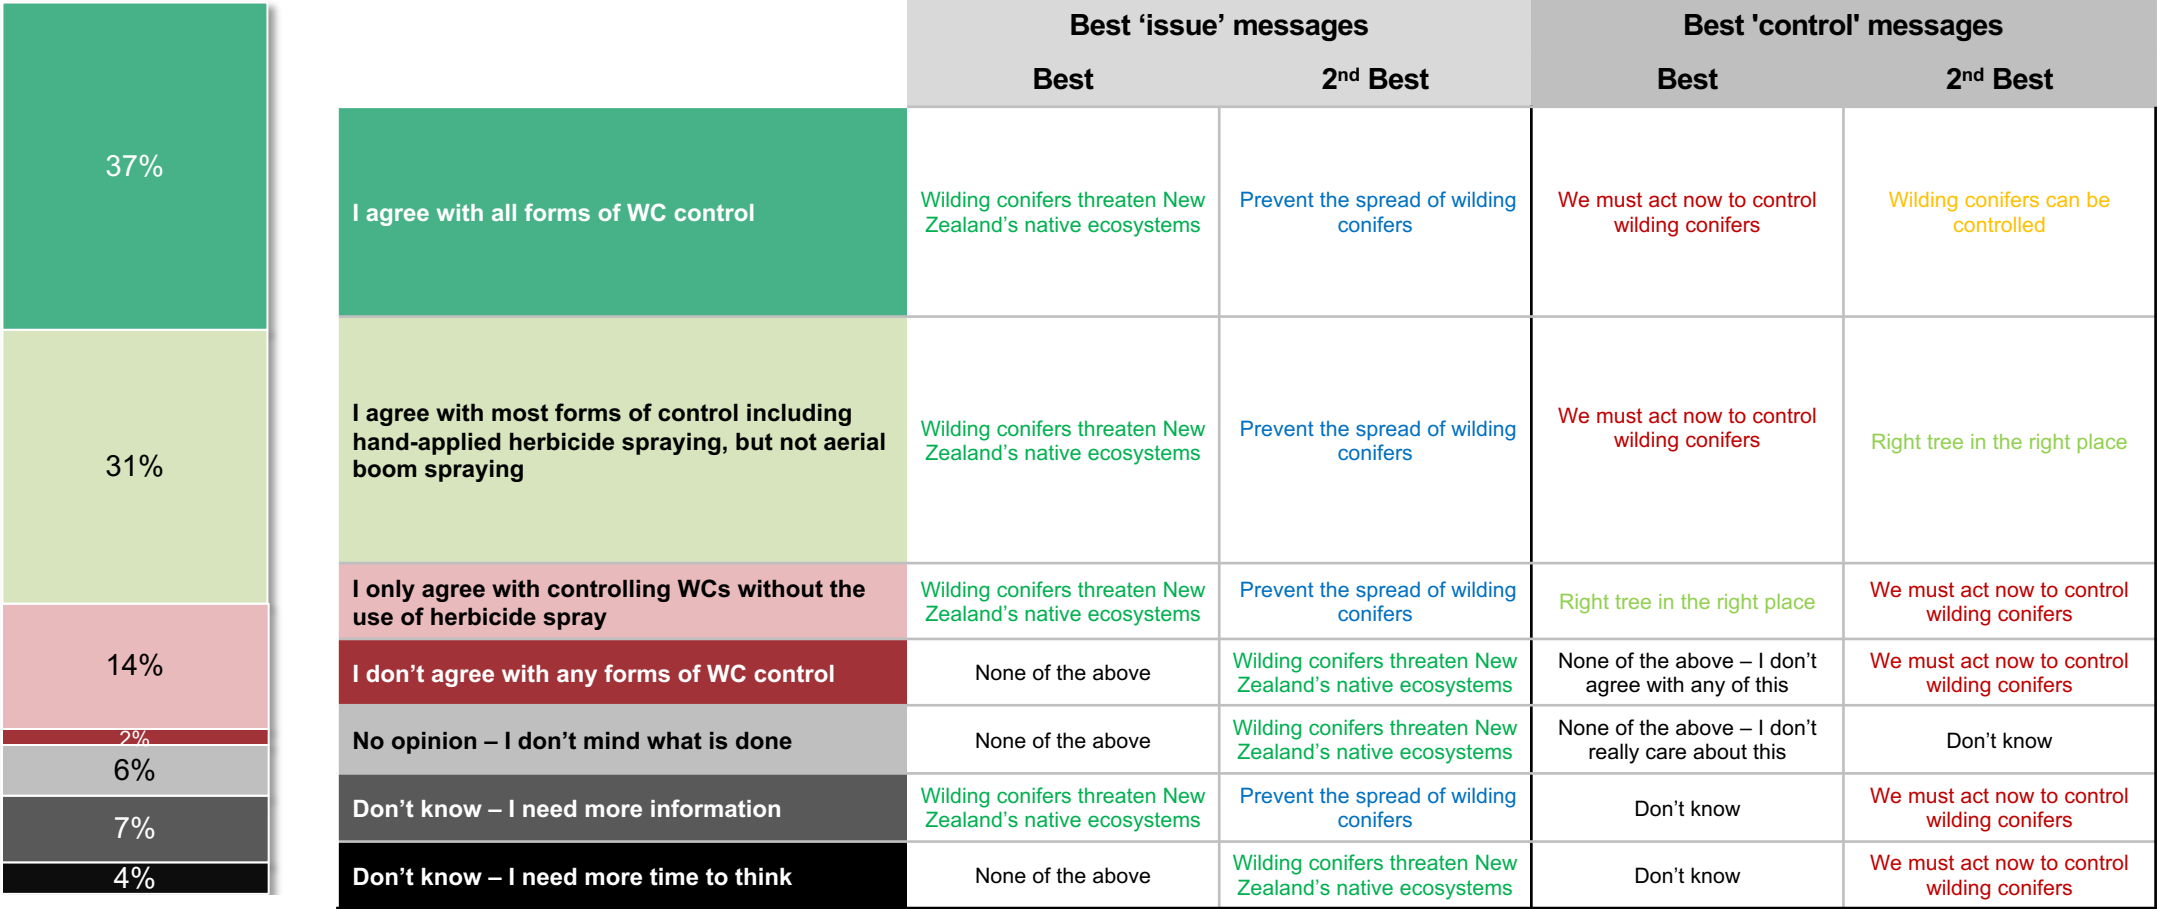 37%
31%
14%
2%
6%
7%
4%
Best ‘issue’ messages
Best 'control' messages
Best
2nd Best
Best
2nd Best
I agree with all forms of WC control
Wilding conifers threaten New
Zealand’s native ecosystems
Prevent the spread of wilding
conifers
We must act now to control
wilding conifers
Wilding conifers can be
controlled
I agree with most forms of control including
hand-applied herbicide spraying, but not aerial
boom spraying
Wilding conifers threaten New
Zealand’s native ecosystems
Prevent the spread of wilding
conifers
We must act now to control
wilding conifers
Right tree in the right place
I only agree with controlling WCs without the
use of herbicide spray
Wilding conifers threaten New
Zealand’s native ecosystems
Prevent the spread of wilding
conifers
Right tree in the right place
We must act now to control
wilding conifers
I don’t agree with any forms of WC control
None of the above
Wilding conifers threaten New
Zealand’s native ecosystems
None of the above – I don’t
agree with any of this
We must act now to control
wilding conifers
No opinion – I don’t mind what is done
None of the above
Wilding conifers threaten New
Zealand’s native ecosystems
None of the above – I don’t
really care about this
Don’t know
Don’t know – I need more information
Wilding conifers threaten New
Zealand’s native ecosystems
Prevent the spread of wilding
conifers
Don’t know
We must act now to control
wilding conifers
Don’t know – I need more time to think
None of the above
Wilding conifers threaten New
Zealand’s native ecosystems
Don’t know
We must act now to control
wilding conifers